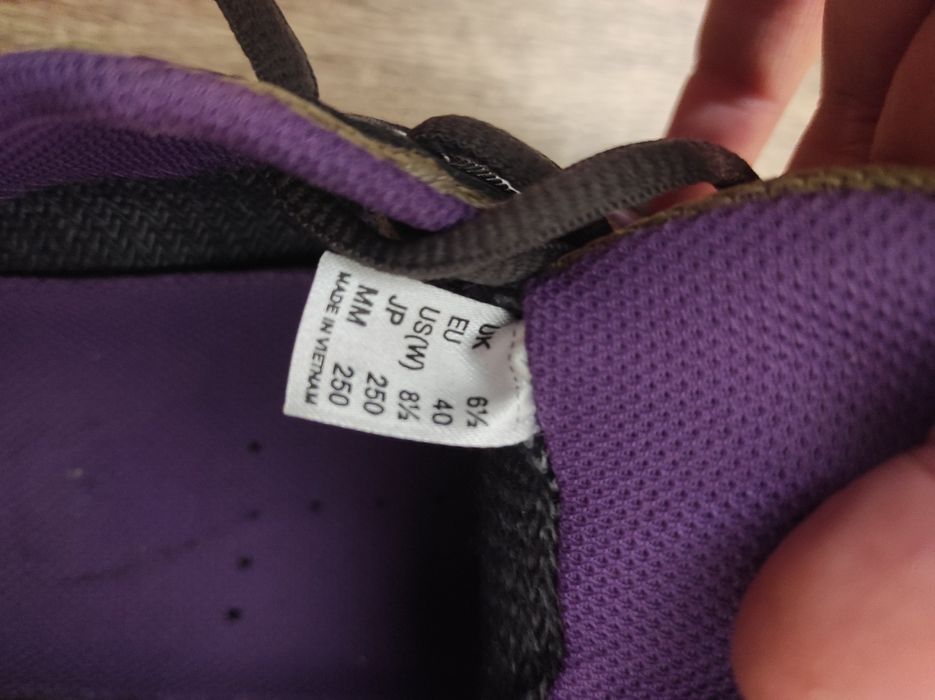 UK 6½
EU 40
US(W) 8½
JP 250
MM 250
MADE IN VIETNAM